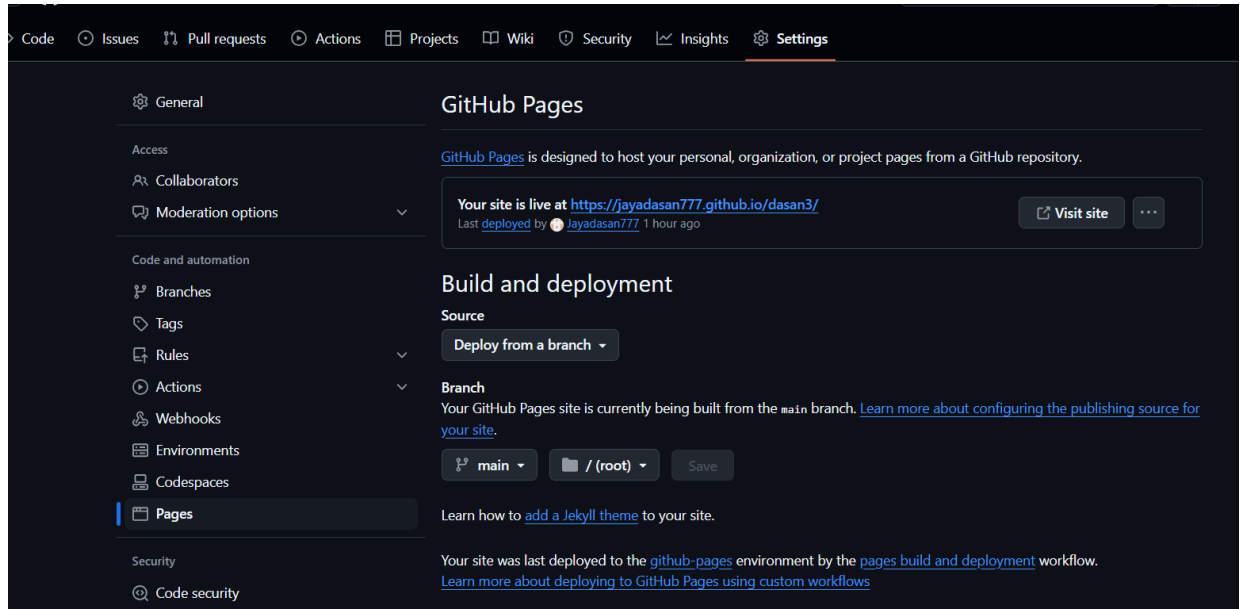 Code Issues Pull requests Actions Projects Wiki Security Insights Settings
General
Access
Collaborators
Moderation options
Code and automation
Branches
Tags
Rules
Actions
Webhooks
Environments
Codespaces
Pages
Security
Code security
GitHub Pages
GitHub Pages is designed to host your personal, organization, or project pages from a GitHub repository.
Your site is live at https://jayadasan777.github.io/dasan3/
Last deployed by Jayadasan777 1 hour ago
Visit site
Build and deployment
Source
Deploy from a branch
Branch
Your GitHub Pages site is currently being built from the main branch. Learn more about configuring the publishing source for
your site.
main / (root) Save
Learn how to add a Jekyll theme to your site.
Your site was last deployed to the github-pages environment by the pages build and deployment workflow.
Learn more about deploying to GitHub Pages using custom workflows